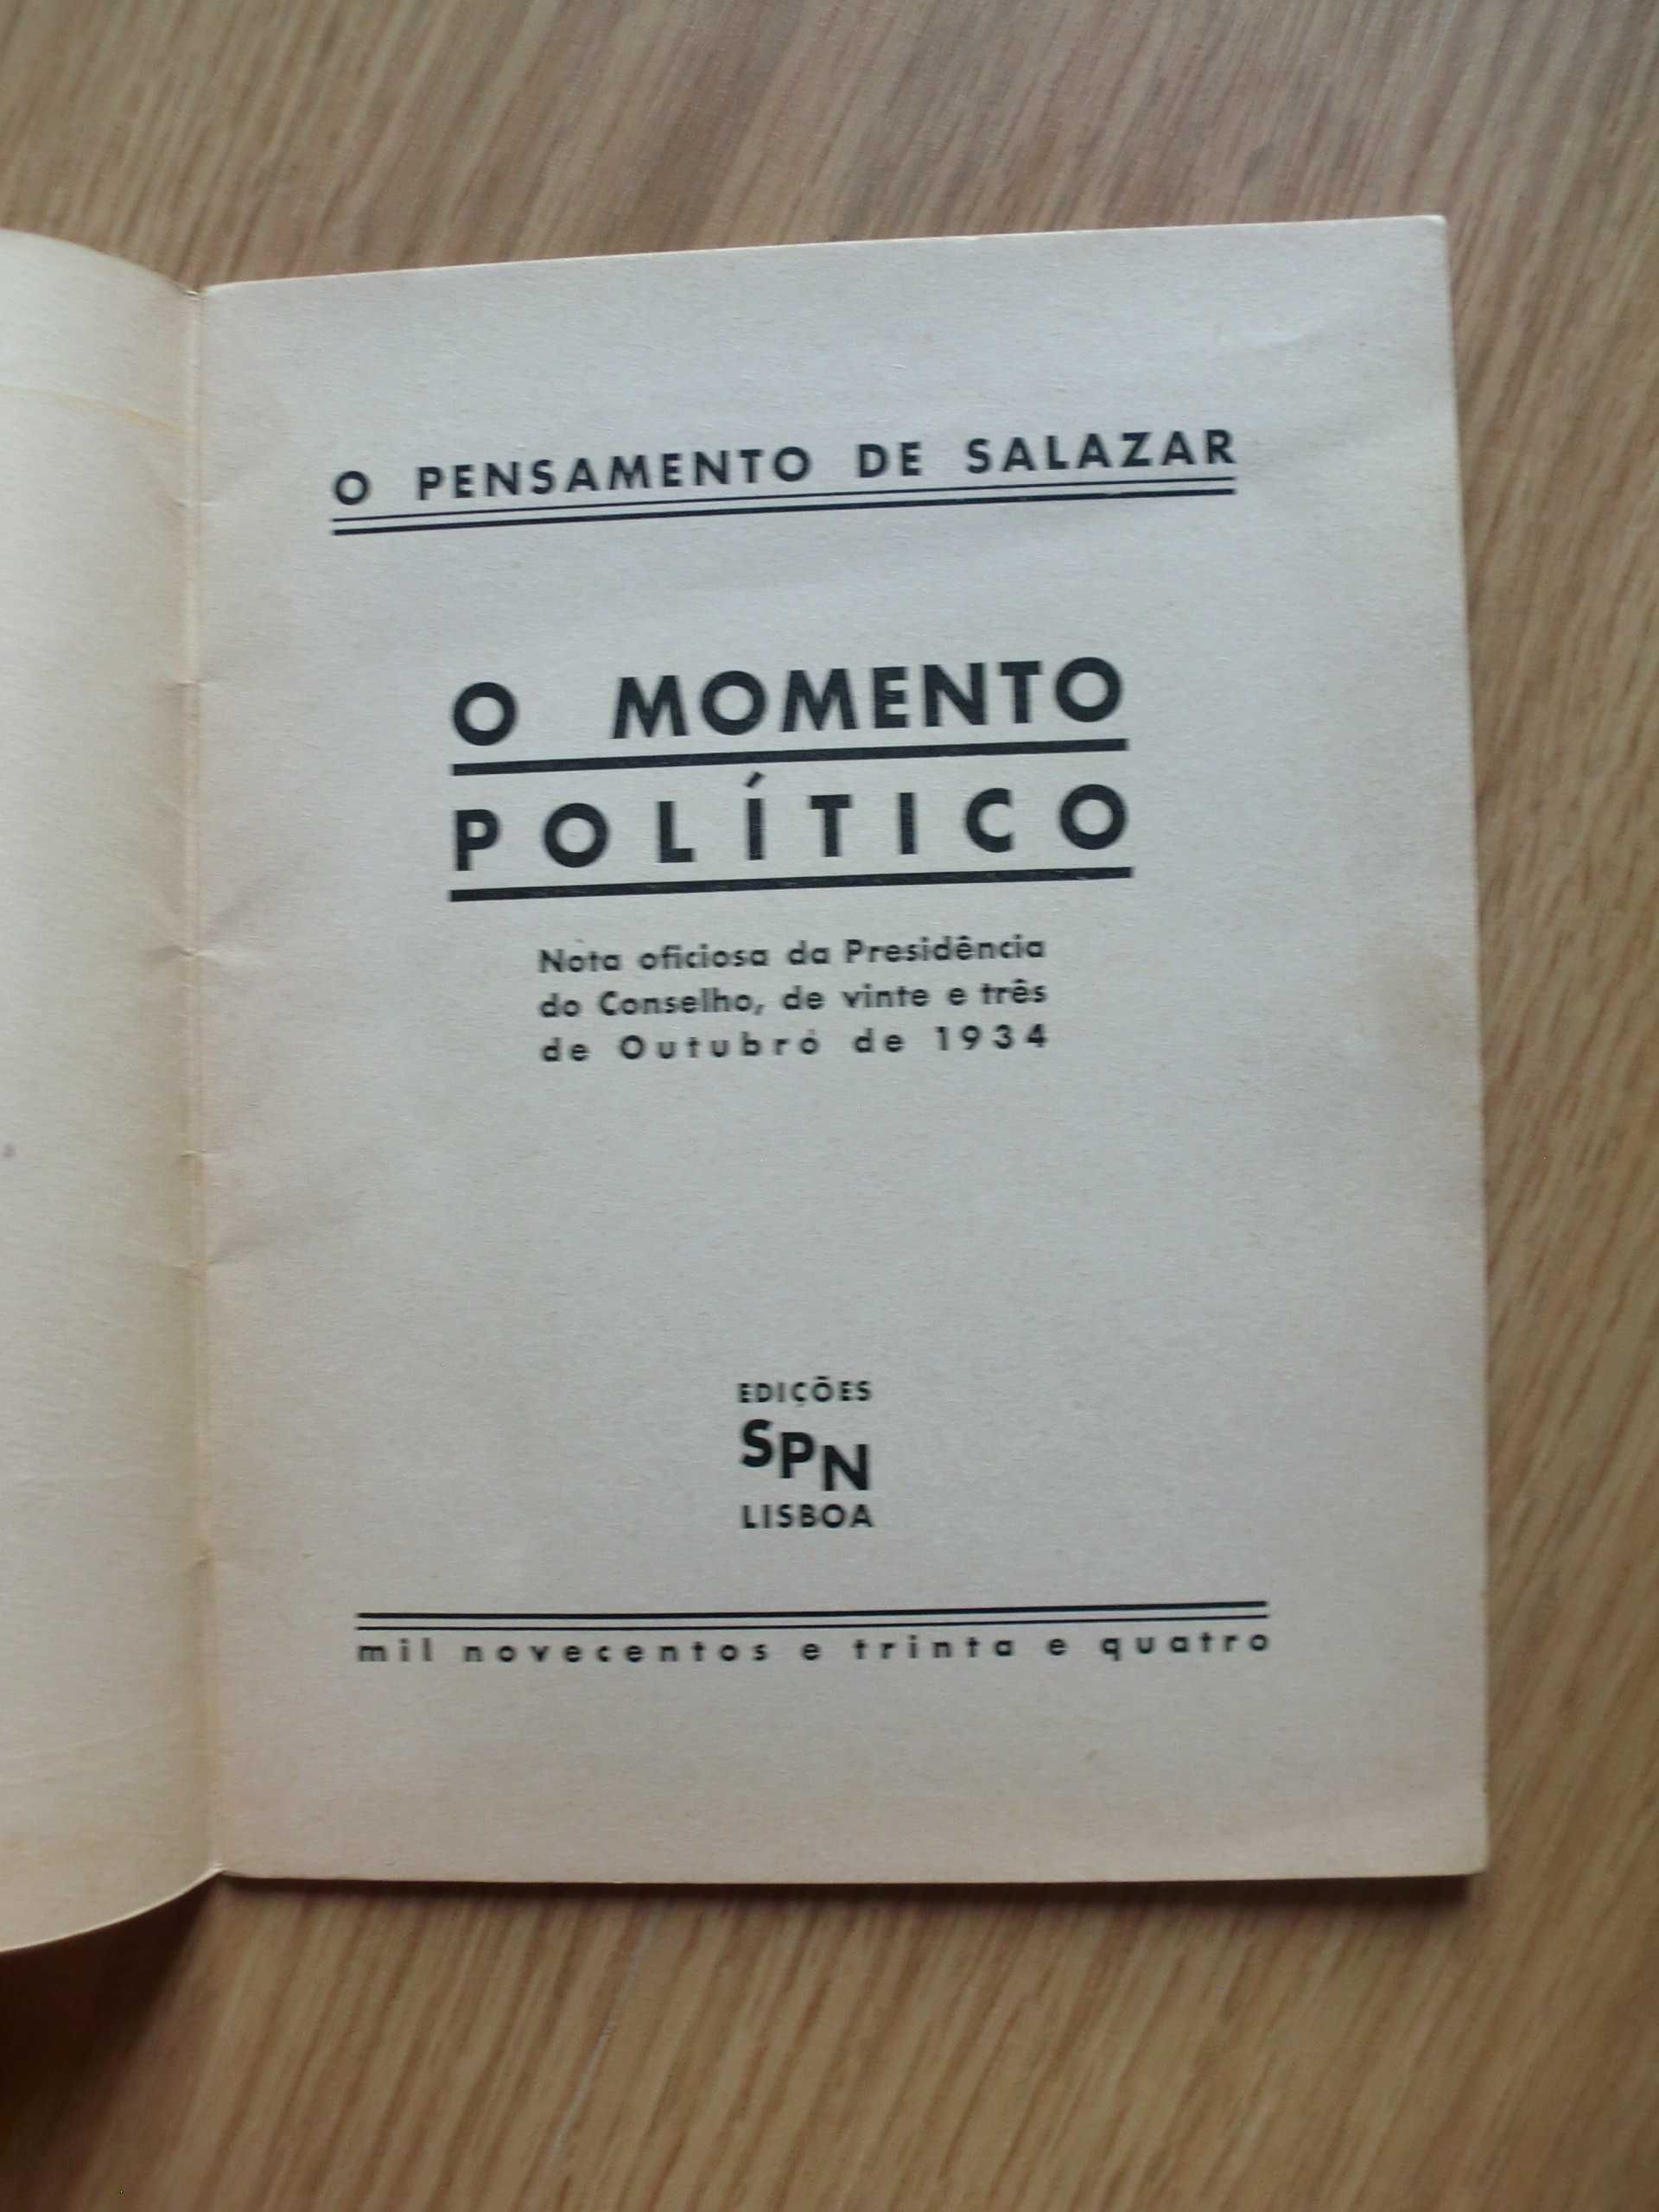 O PENSAMENTO DE SALAZAR
O MOMENTO
POLÍTICO
Nota oficiosa da Presidência
do Conselho, de vinte e três
de Outubro de 1934
EDIÇÕES
SPN
LISBOA
mil novecentos e trinta e quatro